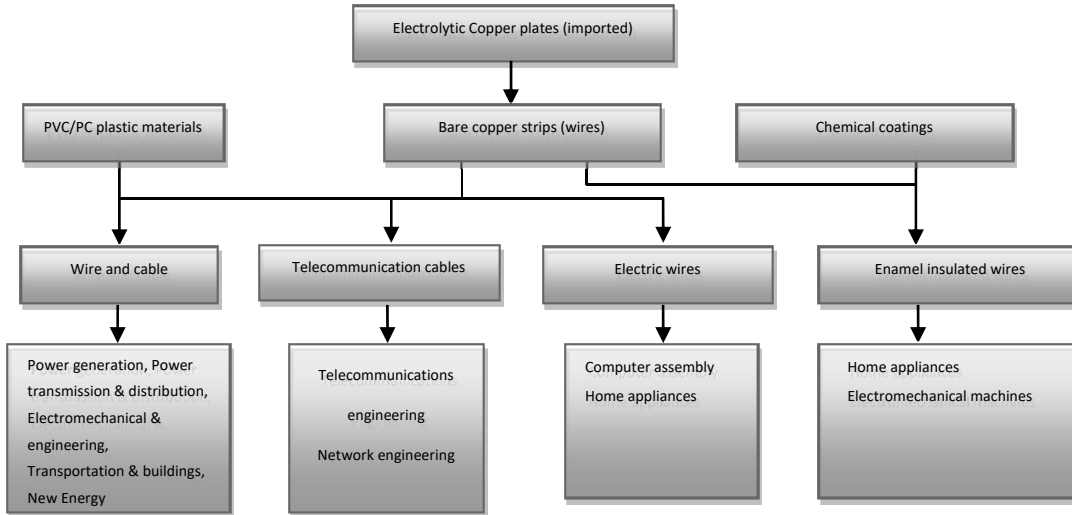 Electrolytic Copper plates (imported)
PVC/PC plastic materials
Bare copper strips (wires)
Chemical coatings
Wire and cable
Telecommunication cables
Electric wires
Enamel insulated wires
Power generation, Power
transmission & distribution,
Electromechanical &
engineering,
Transportation & buildings,
New Energy
Telecommunications
engineering
Network engineering
Computer assembly
Home appliances
Home appliances
Electromechanical machines